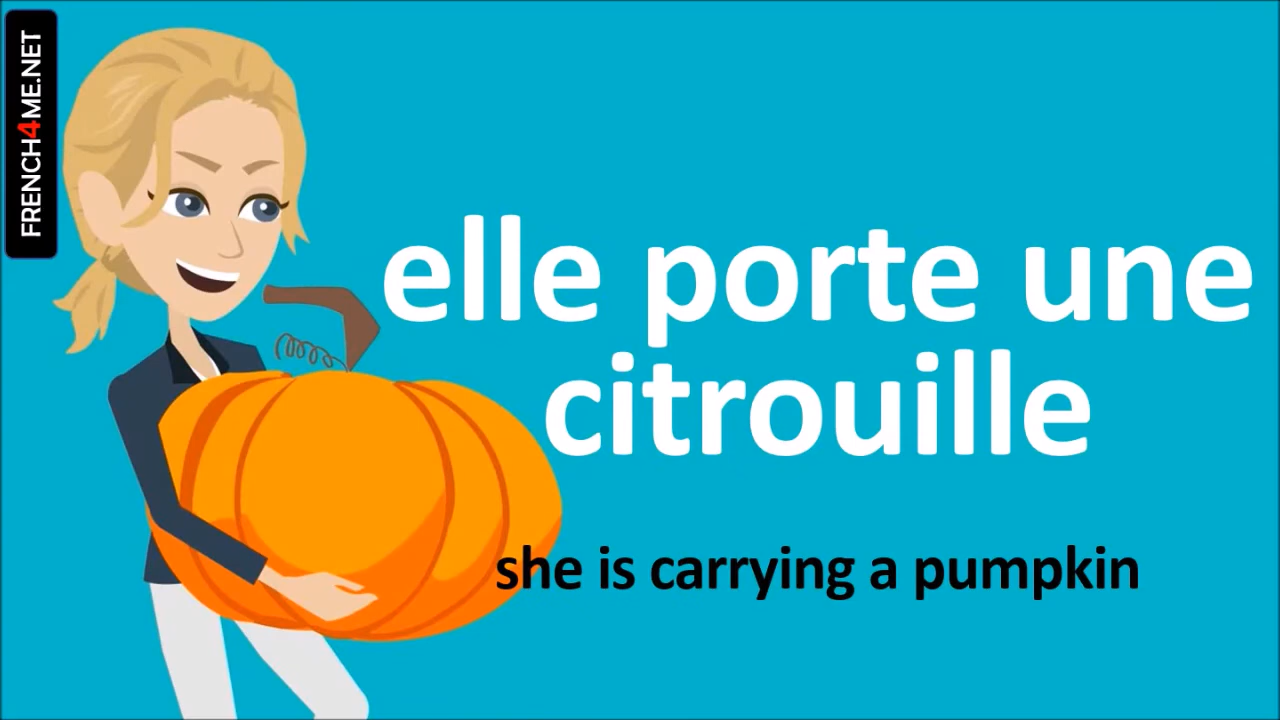 FRENCH4ME.NET
elle porte une
citrouille
she is carrying a pumpkin